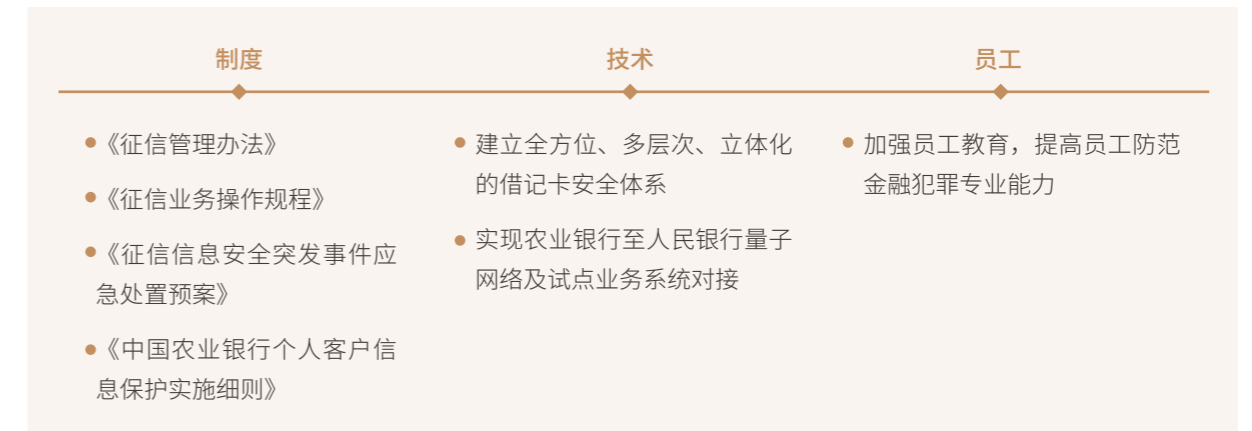 制度
《征信管理办法》
《征信业务操作规程》
《征信信息安全突发事件应
急处置预案》
《中国农业银行个人客户信
息保护实施细则》
技术
建立全方位、多层次、立体化
的借记卡安全体系
实现农业银行至人民银行量子
网络及试点业务系统对接
员工
加强员工教育，提高员工防范
金融犯罪专业能力